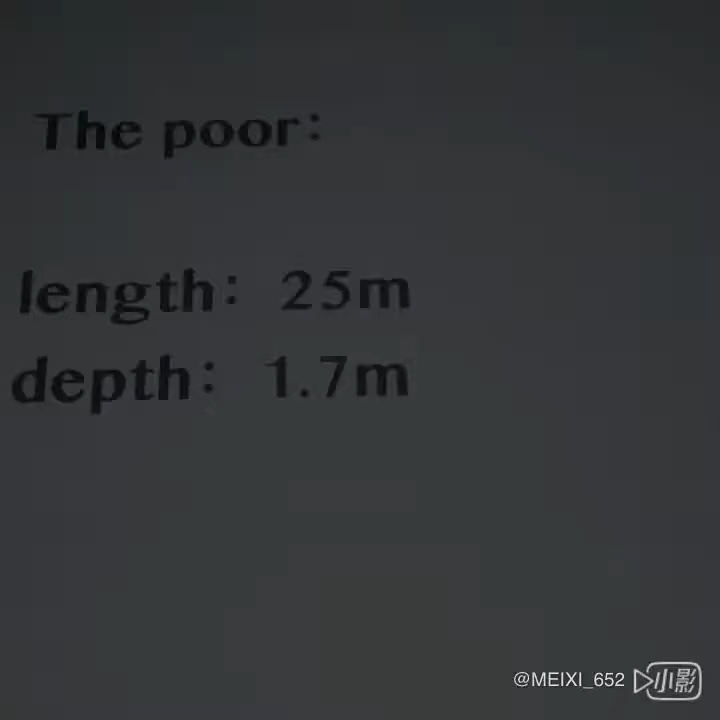 The poor:
length: 25m
depth: 1.7m
@MEIXI_652 小影